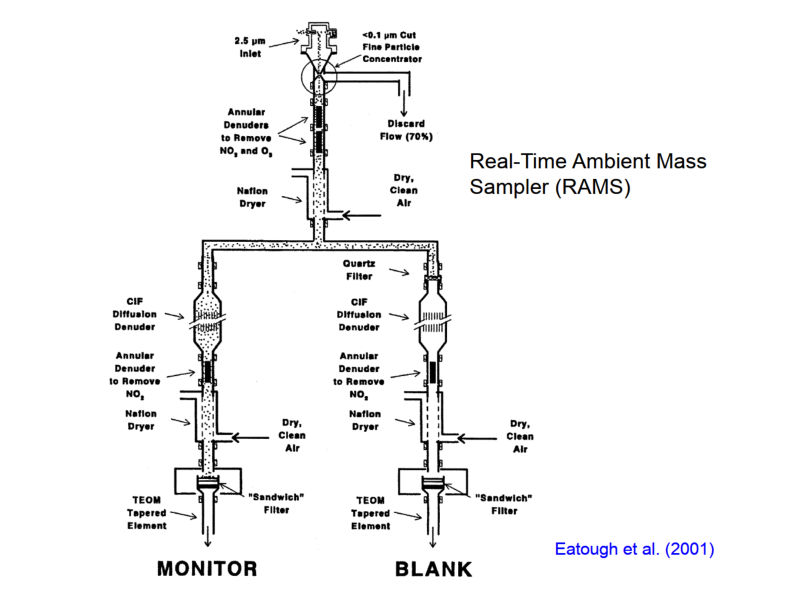 2.5 µm
Inlet
<0.1 µm Cut
Fine Particle
Concentrator
Annular
Denuders
to Remove
NO₂ and O₃
Discard
Flow (70%)
Real-Time Ambient Mass
Sampler (RAMS)
Nafion
Dryer
Dry,
Clean
Air
Quartz
Filter
CIF
Diffusion
Denuder
CIF
Diffusion
Denuder
Annular
Denuder
to Remove
NO₂
Annular
Denuder
to Remove
NO₂
Nafion
Dryer
Dry,
Clean
Air
Nafion
Dryer
Dry,
Clean
Air
TEOM
Tapered
Element
"Sandwich"
Filter
TEOM
Tapered
Element
"Sandwich"
Filter
MONITOR
BLANK
Eatough et al. (2001)